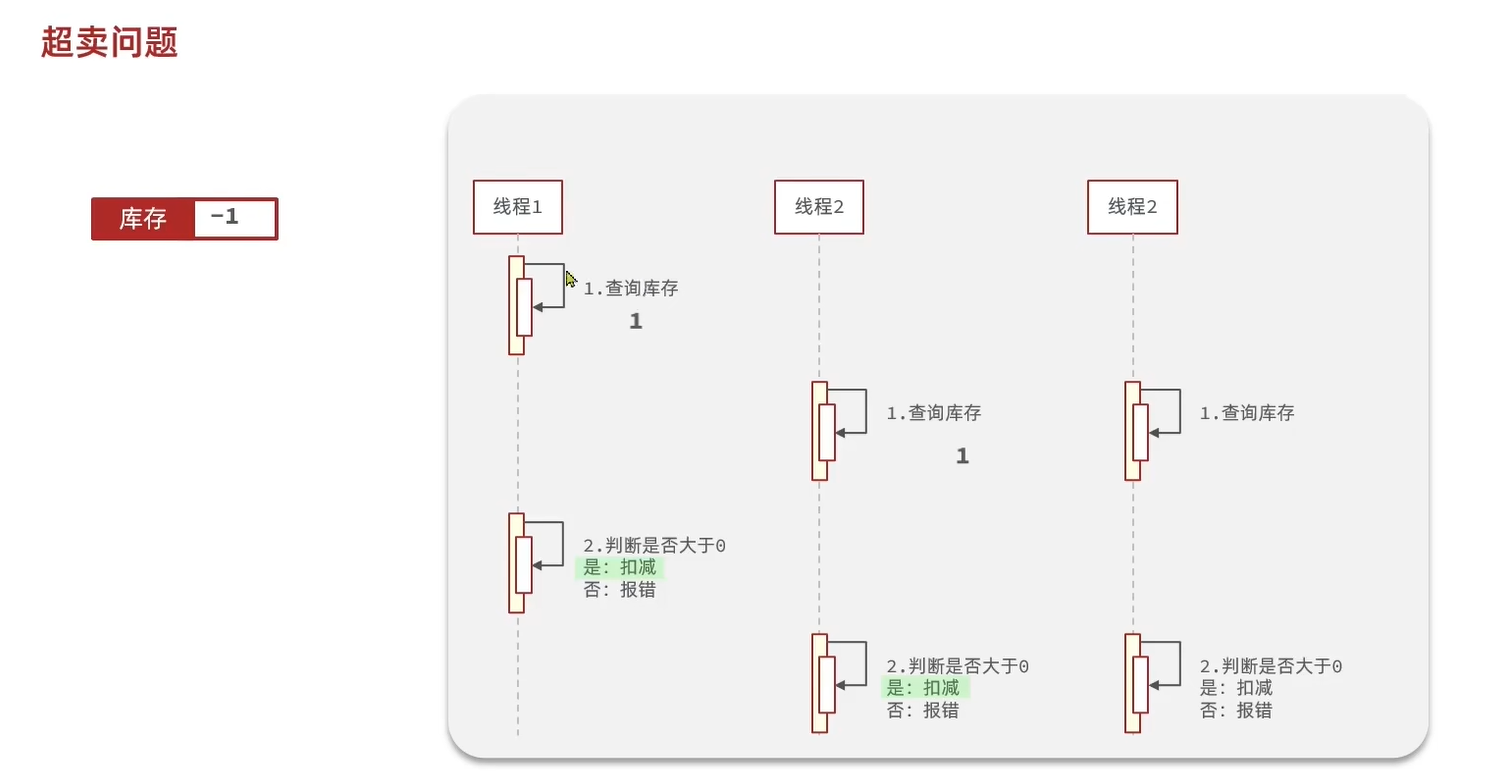 超卖问题
库存 -1
线程1
线程2
线程2
1.查询库存
1
1.查询库存
1
1.查询库存
2.判断是否大于0
是：扣减
否：报错
2.判断是否大于0
是：扣减
否：报错
2.判断是否大于0
是：扣减
否：报错